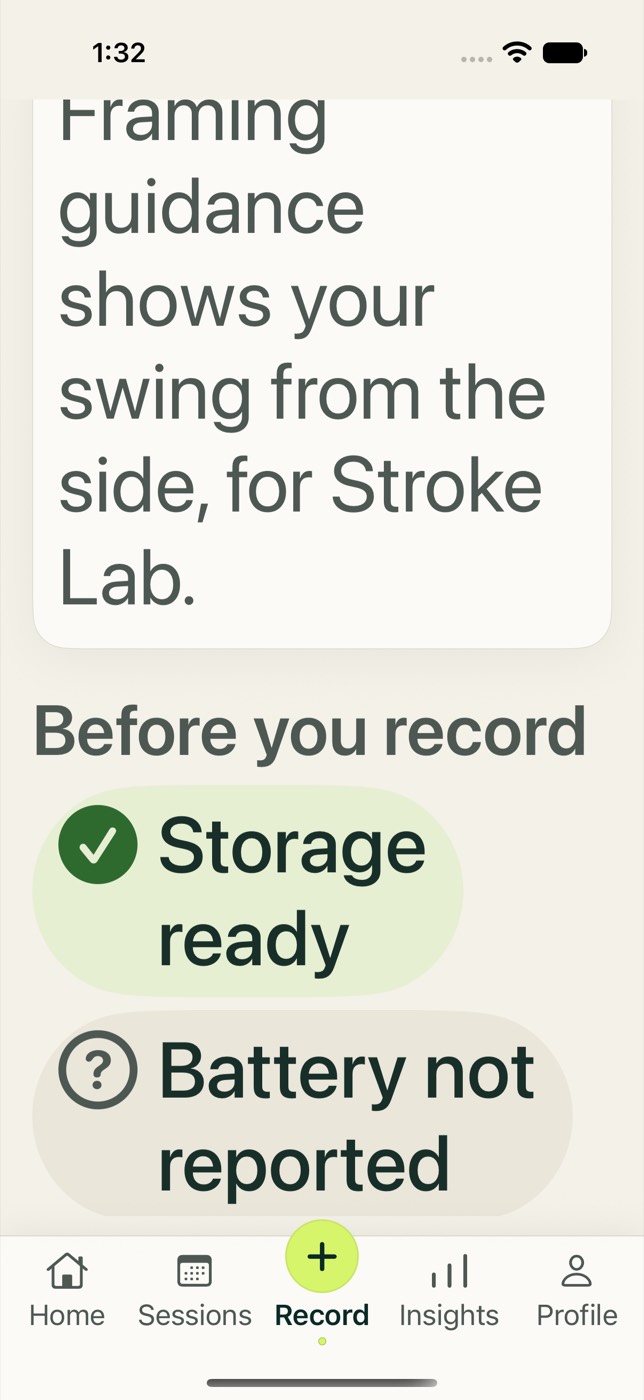 1:32
Framing
guidance
shows your
swing from the
side, for Stroke
Lab.
Before you record
Storage
ready
?
Battery not
reported
+
Home
Sessions
Record
Insights
Profile